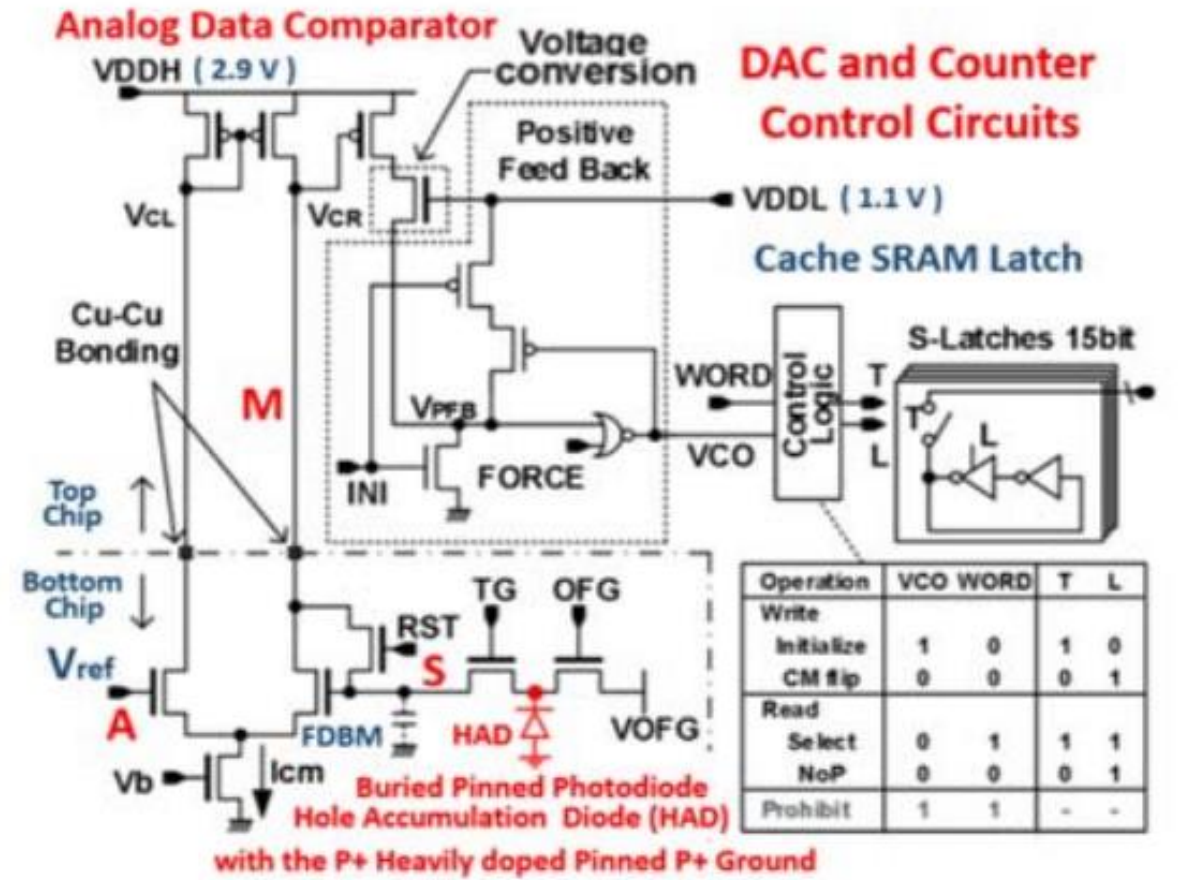 Analog Data Comparator
VDDH ( 2.9 V )
Voltage
conversion
DAC and Counter
Control Circuits
Positive
Feed Back
VDDL ( 1.1 V )
VCL
VCR
Cache SRAM Latch
Cu-Cu
Bonding
M
S-Latches 15bit
WORD
Control
Logic
T
L
T
L
VPFB
FORCE
VCO
INI
Top
Chip
Bottom
Chip
TG
OFG
RST
S
Vref
A
FDBM
HAD
VOFG
Vb
Icm
Buried Pinned Photodiode
Hole Accumulation Diode (HAD)
with the P+ Heavily doped Pinned P+ Ground
Operation VCO WORD T L
Write
Initialize 1 0 1 0
CM flip 0 0 0 1
Read
Select 0 1 1 1
NoP 0 0 0 1
Prohibit 1 1 - -